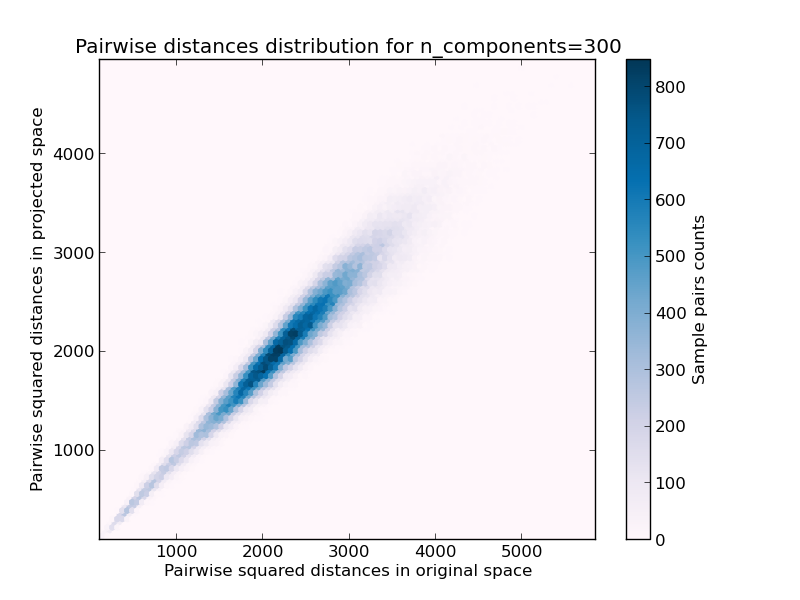 Pairwise distances distribution for n_components=300
Pairwise squared distances in projected space
4000
3000
2000
1000
1000 2000 3000 4000 5000
Pairwise squared distances in original space
800
700
600
500
400
300
200
100
0
Sample pairs counts